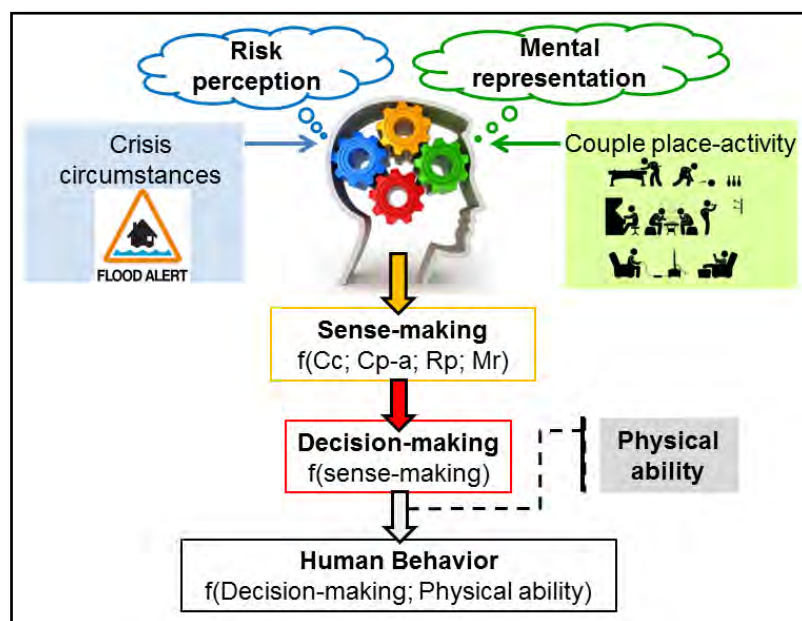 Risk
perception
Mental
representation
Crisis
circumstances
FLOOD ALERT
Couple place-activity
Sense-making
f(Cc; Cp-a; Rp; Mr)
Decision-making
f(sense-making)
Physical
ability
Human Behavior
f(Decision-making; Physical ability)